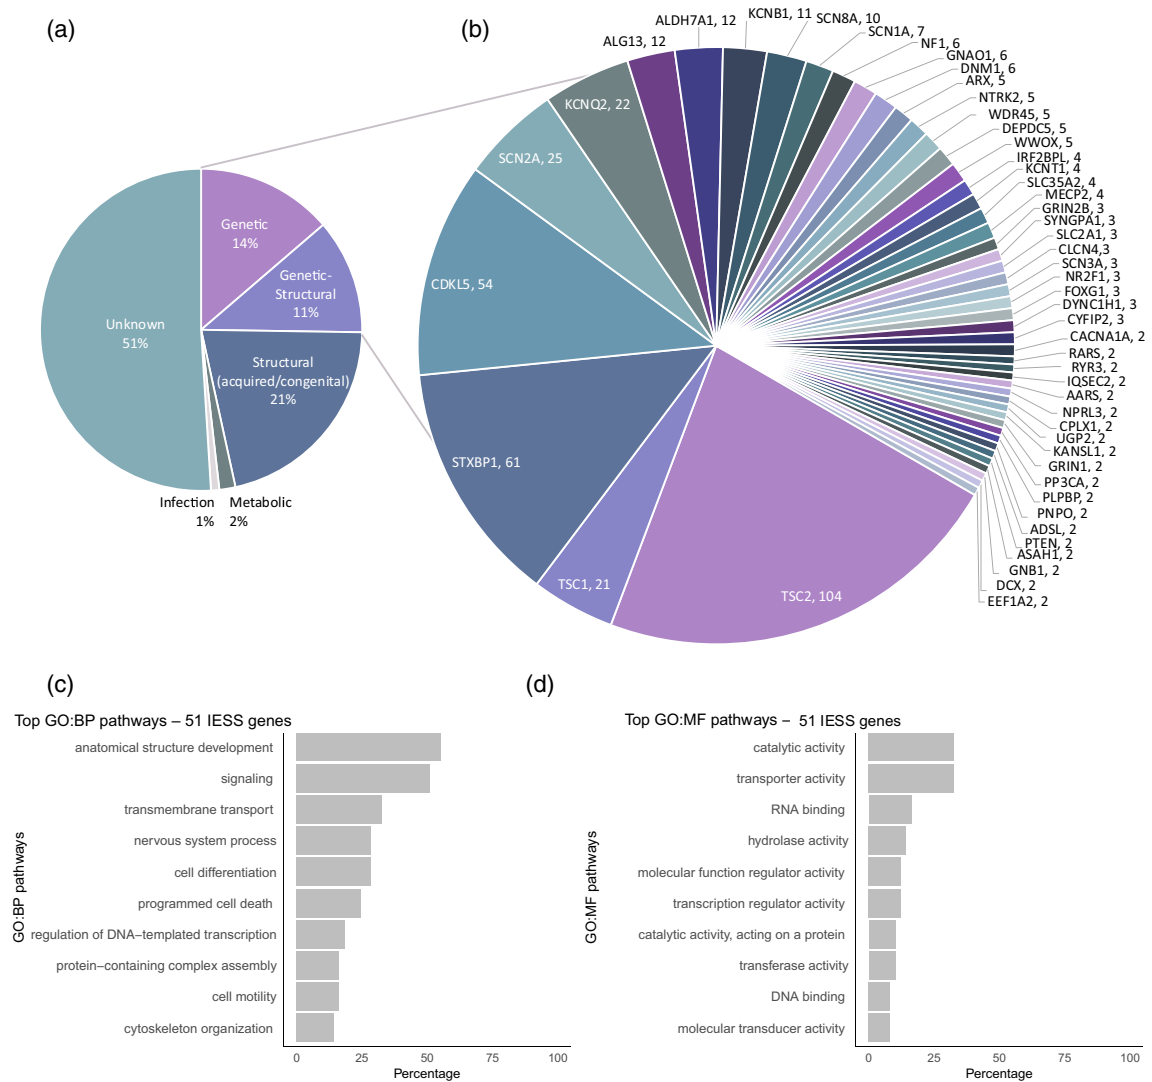 (a)
Genetic
14%
Genetic-
Structural
11%
Unknown
51%
Structural
(acquired/congenital)
21%
Infection
1%
Metabolic
2%
(b)
ALG13, 12
ALDH7A1, 12
KCNB1, 11
SCN8A, 10
SCN1A, 7
NF1, 6
GNAO1, 6
DNM1, 6
ARX, 5
NTRK2, 5
WDR45, 5
DEPDC5, 5
WWOX, 5
IRF2BPL, 4
KCNT1, 4
SLC35A2, 4
MECP2, 4
GRIN2B, 3
SYNGPA1, 3
SLC2A1, 3
CLCN4,3
SCN3A, 3
NR2F1, 3
FOXG1, 3
DYNC1H1, 3
CYFIP2, 3
CACNA1A, 2
RARS, 2
RYR3, 2
IQSEC2, 2
AARS, 2
NPRL3, 2
CPLX1, 2
UGP2, 2
KANSL1, 2
GRIN1, 2
PP3CA, 2
PLPBP, 2
PNPO, 2
ADSL, 2
PTEN, 2
ASAH1, 2
GNB1, 2
DCX, 2
EEF1A2, 2
KCNQ2, 22
SCN2A, 25
CDKL5, 54
STXBP1, 61
TSC1, 21
TSC2, 104
(c)
Top GO:BP pathways – 51 IESS genes
GO:BP pathways
anatomical structure development
signaling
transmembrane transport
nervous system process
cell differentiation
programmed cell death
regulation of DNA−templated transcription
protein−containing complex assembly
cell motility
cytoskeleton organization
0 25 50 75 100
Percentage
(d)
Top GO:MF pathways – 51 IESS genes
GO:MF pathways
catalytic activity
transporter activity
RNA binding
hydrolase activity
molecular function regulator activity
transcription regulator activity
catalytic activity, acting on a protein
transferase activity
DNA binding
molecular transducer activity
0 25 50 75 100
Percentage